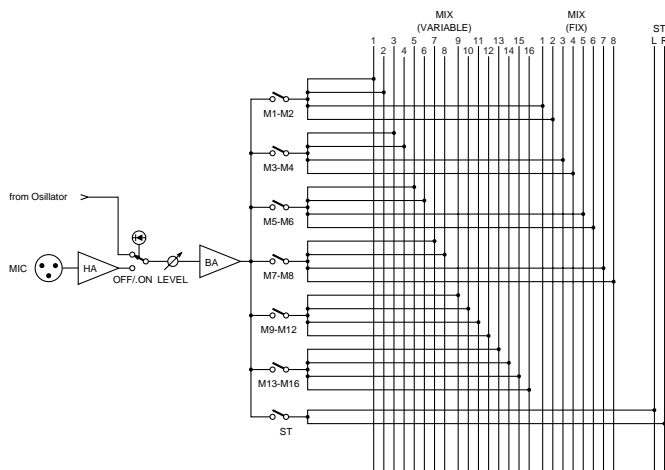 MIX MIX
(VARIABLE) (FIX) ST
1 3 5 7 9 11 13 15 1 3 5 7 L
2 4 6 8 10 12 14 16 2 4 6 8 R
M1-M2
M3-M4
from Osillator
M5-M6
MIC HA BA
M7-M8
OFF/.ON LEVEL
M9-M12
M13-M16
ST